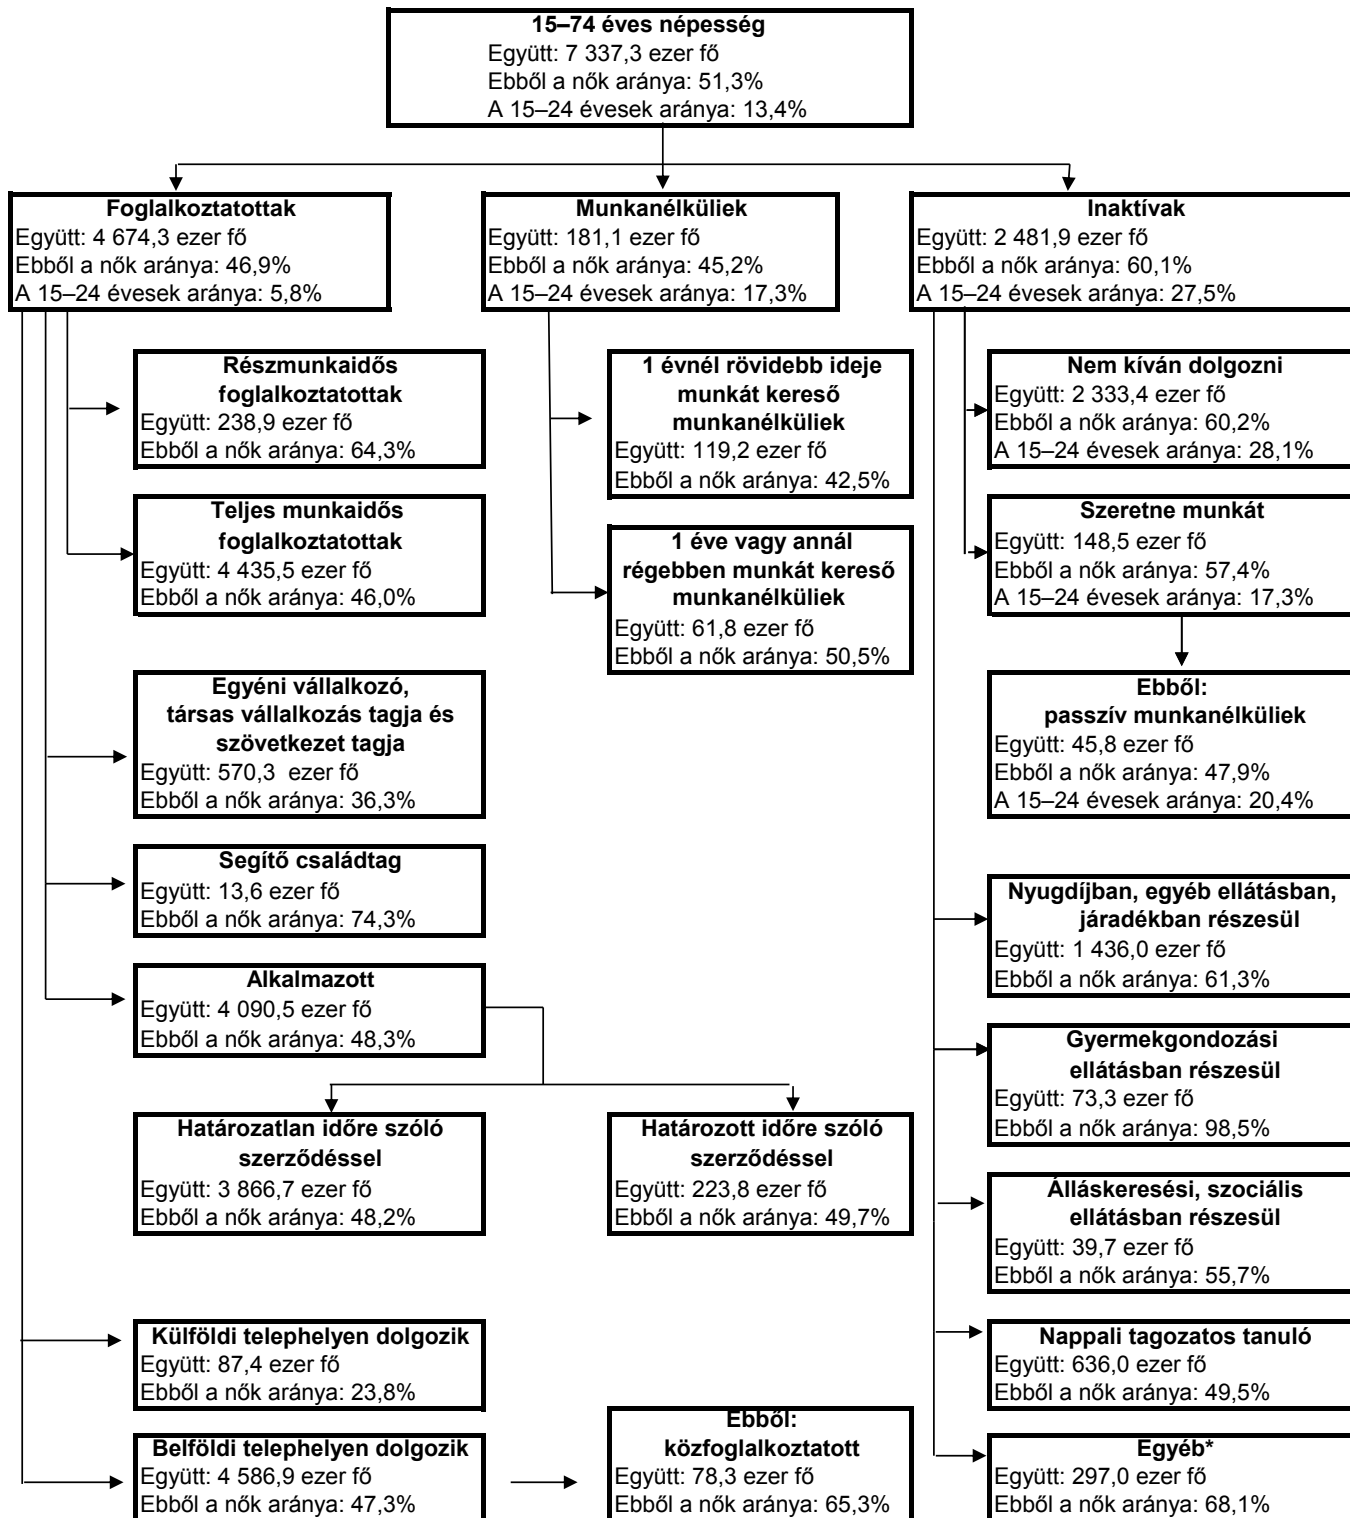 15–74 éves népesség
Együtt: 7 337,3 ezer fő
Ebből a nők aránya: 51,3%
A 15–24 évesek aránya: 13,4%
Foglalkoztatottak
Együtt: 4 674,3 ezer fő
Ebből a nők aránya: 46,9%
A 15–24 évesek aránya: 5,8%
Munkanélküliek
Együtt: 181,1 ezer fő
Ebből a nők aránya: 45,2%
A 15–24 évesek aránya: 17,3%
Inaktívak
Együtt: 2 481,9 ezer fő
Ebből a nők aránya: 60,1%
A 15–24 évesek aránya: 27,5%
Részmunkaidős
foglalkoztatottak
Együtt: 238,9 ezer fő
Ebből a nők aránya: 64,3%
1 évnél rövidebb ideje
munkát kereső
munkanélküliek
Együtt: 119,2 ezer fő
Ebből a nők aránya: 42,5%
Nem kíván dolgozni
Együtt: 2 333,4 ezer fő
Ebből a nők aránya: 60,2%
A 15–24 évesek aránya: 28,1%
Teljes munkaidős
foglalkoztatottak
Együtt: 4 435,5 ezer fő
Ebből a nők aránya: 46,0%
1 éve vagy annál
régebben munkát kereső
munkanélküliek
Együtt: 61,8 ezer fő
Ebből a nők aránya: 50,5%
Szeretne munkát
Együtt: 148,5 ezer fő
Ebből a nők aránya: 57,4%
A 15–24 évesek aránya: 17,3%
Egyéni vállalkozó,
társas vállalkozás tagja és
szövetkezet tagja
Együtt: 570,3 ezer fő
Ebből a nők aránya: 36,3%
Ebből:
passzív munkanélküliek
Együtt: 45,8 ezer fő
Ebből a nők aránya: 47,9%
A 15–24 évesek aránya: 20,4%
Segítő családtag
Együtt: 13,6 ezer fő
Ebből a nők aránya: 74,3%
Nyugdíjban, egyéb ellátásban,
járadékban részesül
Együtt: 1 436,0 ezer fő
Ebből a nők aránya: 61,3%
Alkalmazott
Együtt: 4 090,5 ezer fő
Ebből a nők aránya: 48,3%
Gyermekgondozási
ellátásban részesül
Együtt: 73,3 ezer fő
Ebből a nők aránya: 98,5%
Határozatlan időre szóló
szerződéssel
Együtt: 3 866,7 ezer fő
Ebből a nők aránya: 48,2%
Határozott időre szóló
szerződéssel
Együtt: 223,8 ezer fő
Ebből a nők aránya: 49,7%
Álláskeresési, szociális
ellátásban részesül
Együtt: 39,7 ezer fő
Ebből a nők aránya: 55,7%
Külföldi telephelyen dolgozik
Együtt: 87,4 ezer fő
Ebből a nők aránya: 23,8%
Nappali tagozatos tanuló
Együtt: 636,0 ezer fő
Ebből a nők aránya: 49,5%
Belföldi telephelyen dolgozik
Együtt: 4 586,9 ezer fő
Ebből a nők aránya: 47,3%
Ebből:
közfoglalkoztatott
Együtt: 78,3 ezer fő
Ebből a nők aránya: 65,3%
Egyéb*
Együtt: 297,0 ezer fő
Ebből a nők aránya: 68,1%